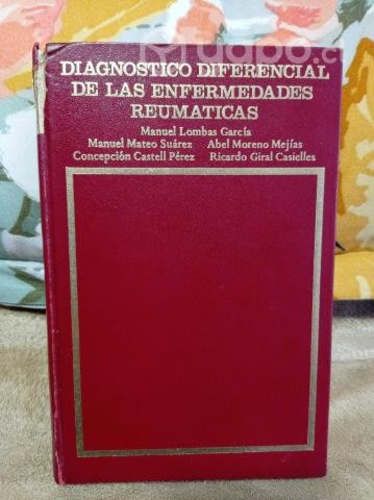 DIAGNOSTICO DIFERENCIAL
DE LAS ENFERMEDADES
REUMATICAS
Manuel Lombas García
Manuel Mateo Suárez Abel Moreno Mejías
Concepción Castell Pérez Ricardo Giral Casielles